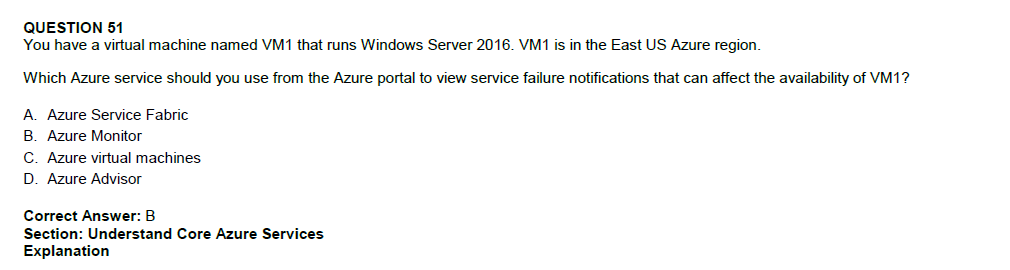 QUESTION 51
You have a virtual machine named VM1 that runs Windows Server 2016. VM1 is in the East US Azure region.
Which Azure service should you use from the Azure portal to view service failure notifications that can affect the availability of VM1?
A. Azure Service Fabric
B. Azure Monitor
C. Azure virtual machines
D. Azure Advisor
Correct Answer: B
Section: Understand Core Azure Services
Explanation